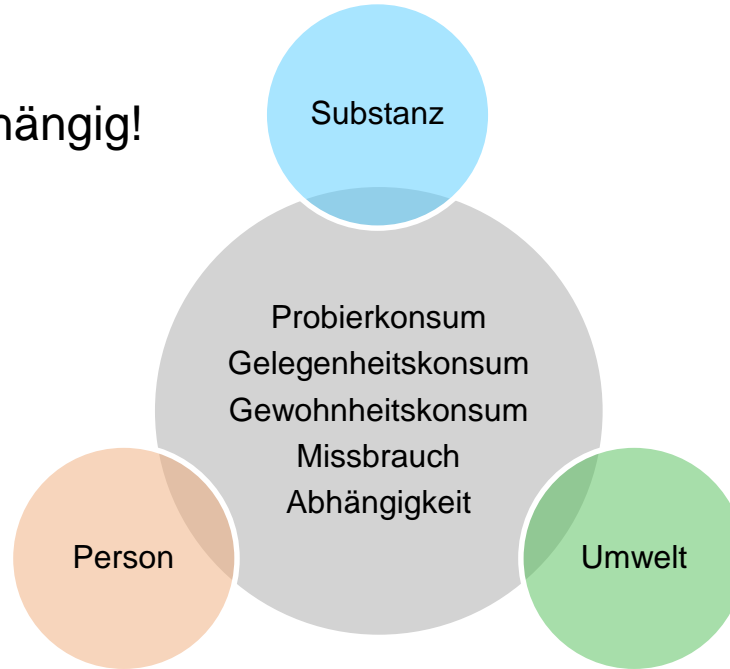 hängig!
Substanz
Probierkonsum
Gelegenheitskonsum
Gewohnheitskonsum
Missbrauch
Abhängigkeit
Person
Umwelt